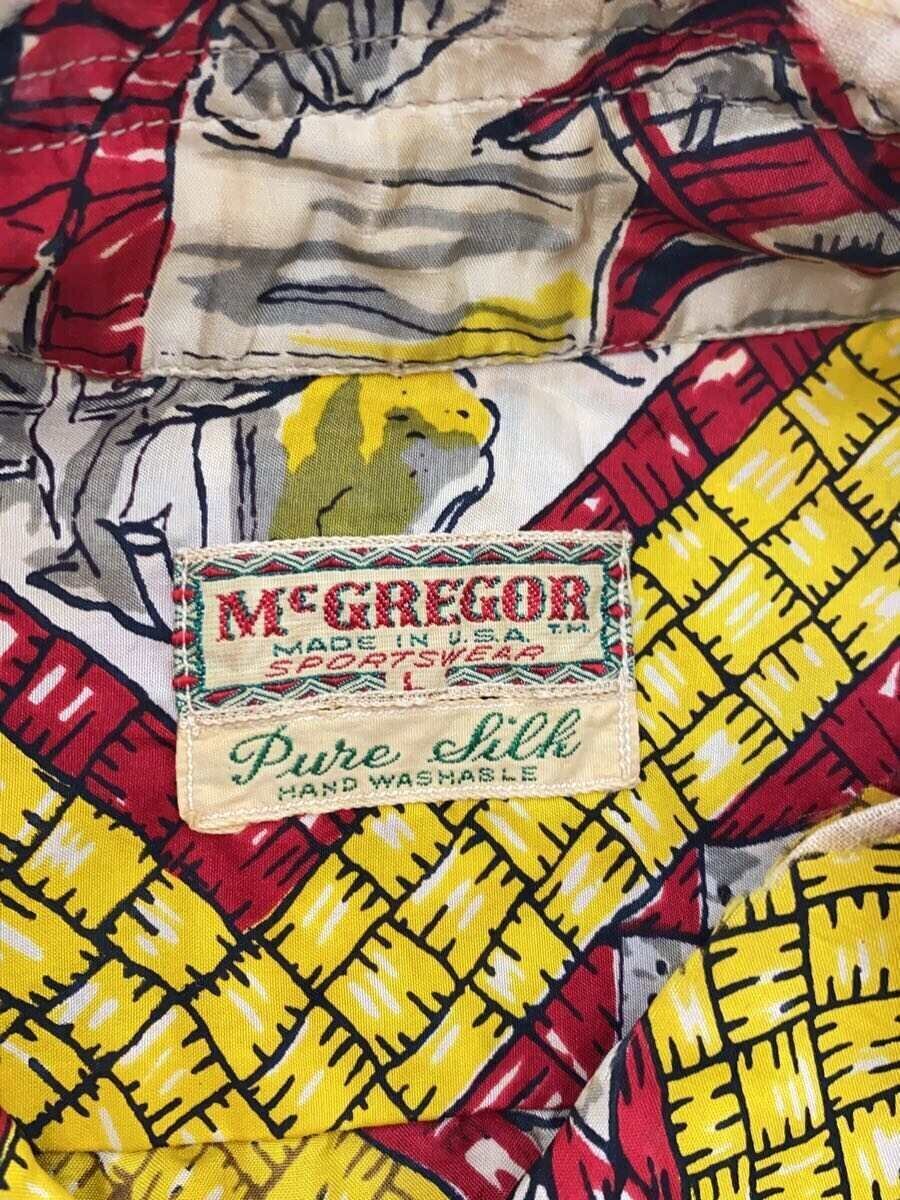 McGREGOR
T.M.
MADE IN U.S.A.
SPORTSWEAR
L
Pure Silk
HAND WASHABLE